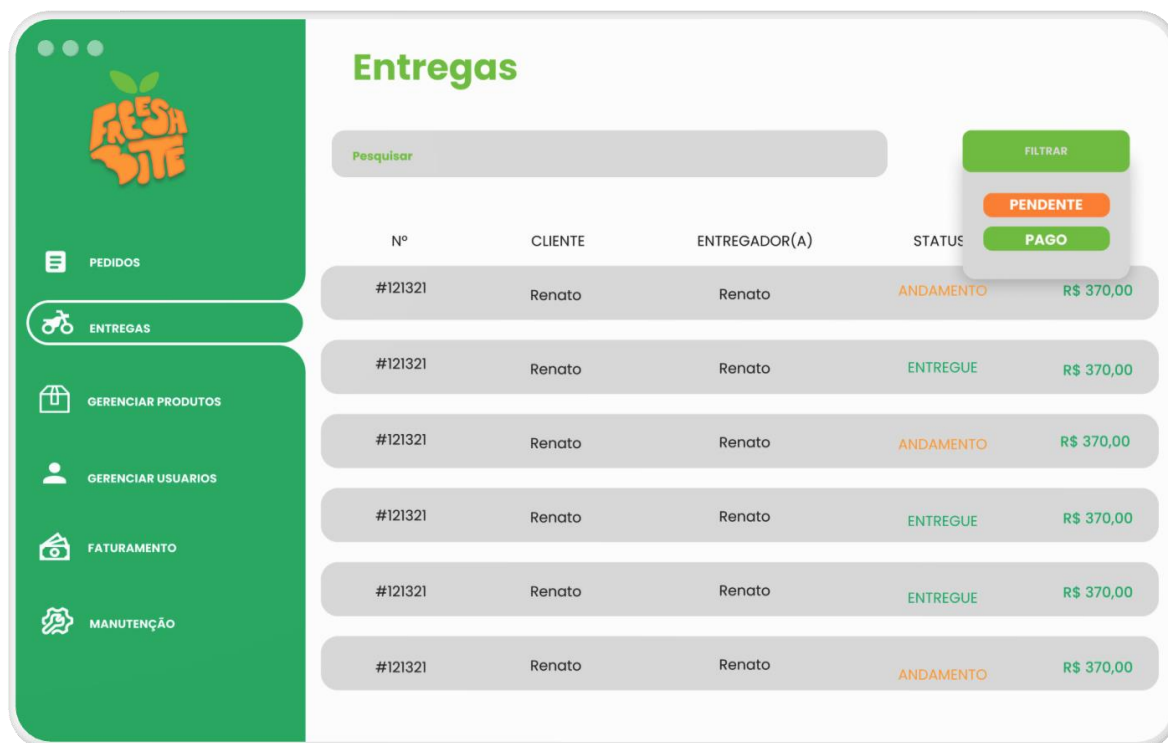 FRESH
BITE
PEDIDOS
ENTREGAS
GERENCIAR PRODUTOS
GERENCIAR USUARIOS
FATURAMENTO
MANUTENÇÃO
Entregas
Pesquisar
FILTRAR
PENDENTE
PAGO
Nº CLIENTE ENTREGADOR(A) STATUS
#121321 Renato Renato ANDAMENTO R$ 370,00
#121321 Renato Renato ENTREGUE R$ 370,00
#121321 Renato Renato ANDAMENTO R$ 370,00
#121321 Renato Renato ENTREGUE R$ 370,00
#121321 Renato Renato ENTREGUE R$ 370,00
#121321 Renato Renato ANDAMENTO R$ 370,00